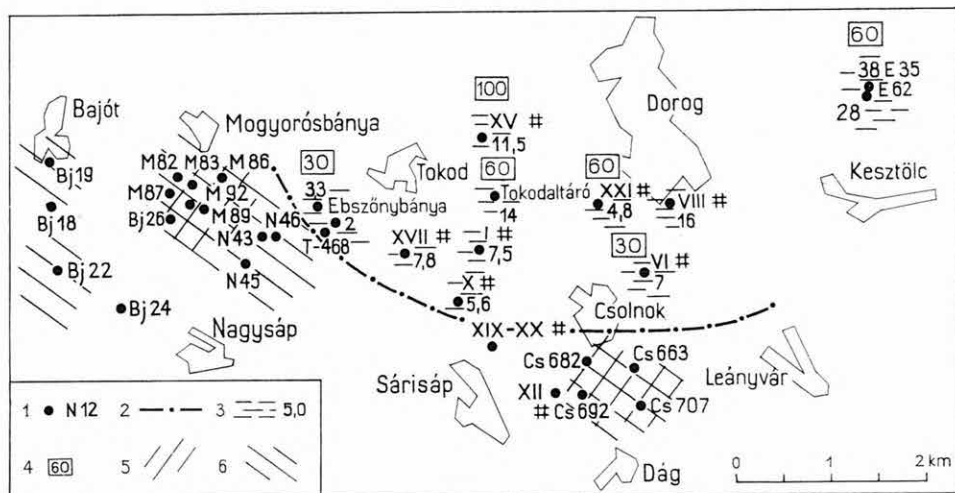 60
38 E 35
E 62
28
Bajót
Mogyorósbánya
100
XV #
11,5
Dorog
Bj 19
M 82 M 83 M 86
30
33
Tokod
60
60
Kesztölc
M 87
M 92
Ebszőnybánya
Tokodaltáró
XXI #
VIII #
Bj 18
Bj 26
M 89
N 46
2
14
4,8
16
N 43
T-468
XVII #
7,8
I #
7,5
30
VI #
7
Bj 22
N 45
X #
5,6
Bj 24
Csolnok
Nagysáp
XIX-XX #
Cs 682
Cs 663
Leányvár
Sárisáp
XII
#
Cs 692
Cs 707
Dág
1 N 12 2 3 5,0
4 60 5 6
0 1 2 km